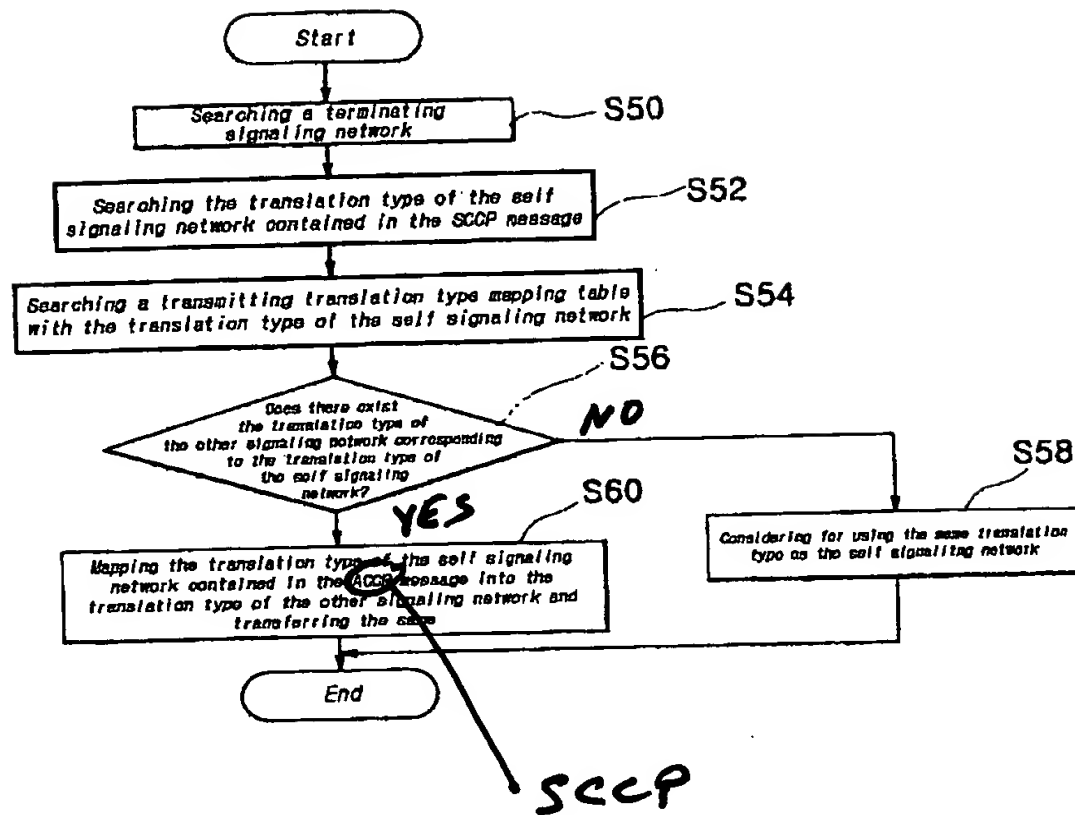 Start
Searching a terminating
signaling network
S50
Searching the translation type of the self
signaling network contained in the SCCP message
S52
Searching a transmitting translation type mapping table
with the translation type of the self signaling network
S54
S56
Does there exist
the translation type of
the other signaling network corresponding
to the translation type of
the self signaling
network?
NO
YES
S58
Considering for using the same translation
type as the self signaliing network
S60
Mapping the translation type of the self signaling
network contained in the ACCP message into the
translation type of the other signaling network and
transferring the same
End
SCCP